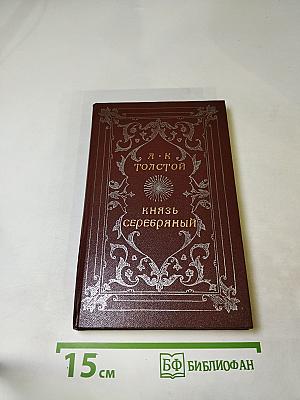 А · К
ТОЛСТОЙ
КНЯЗЬ
СЕРЕБРЯНЫЙ
15 см
БФ БИБЛИОФАН